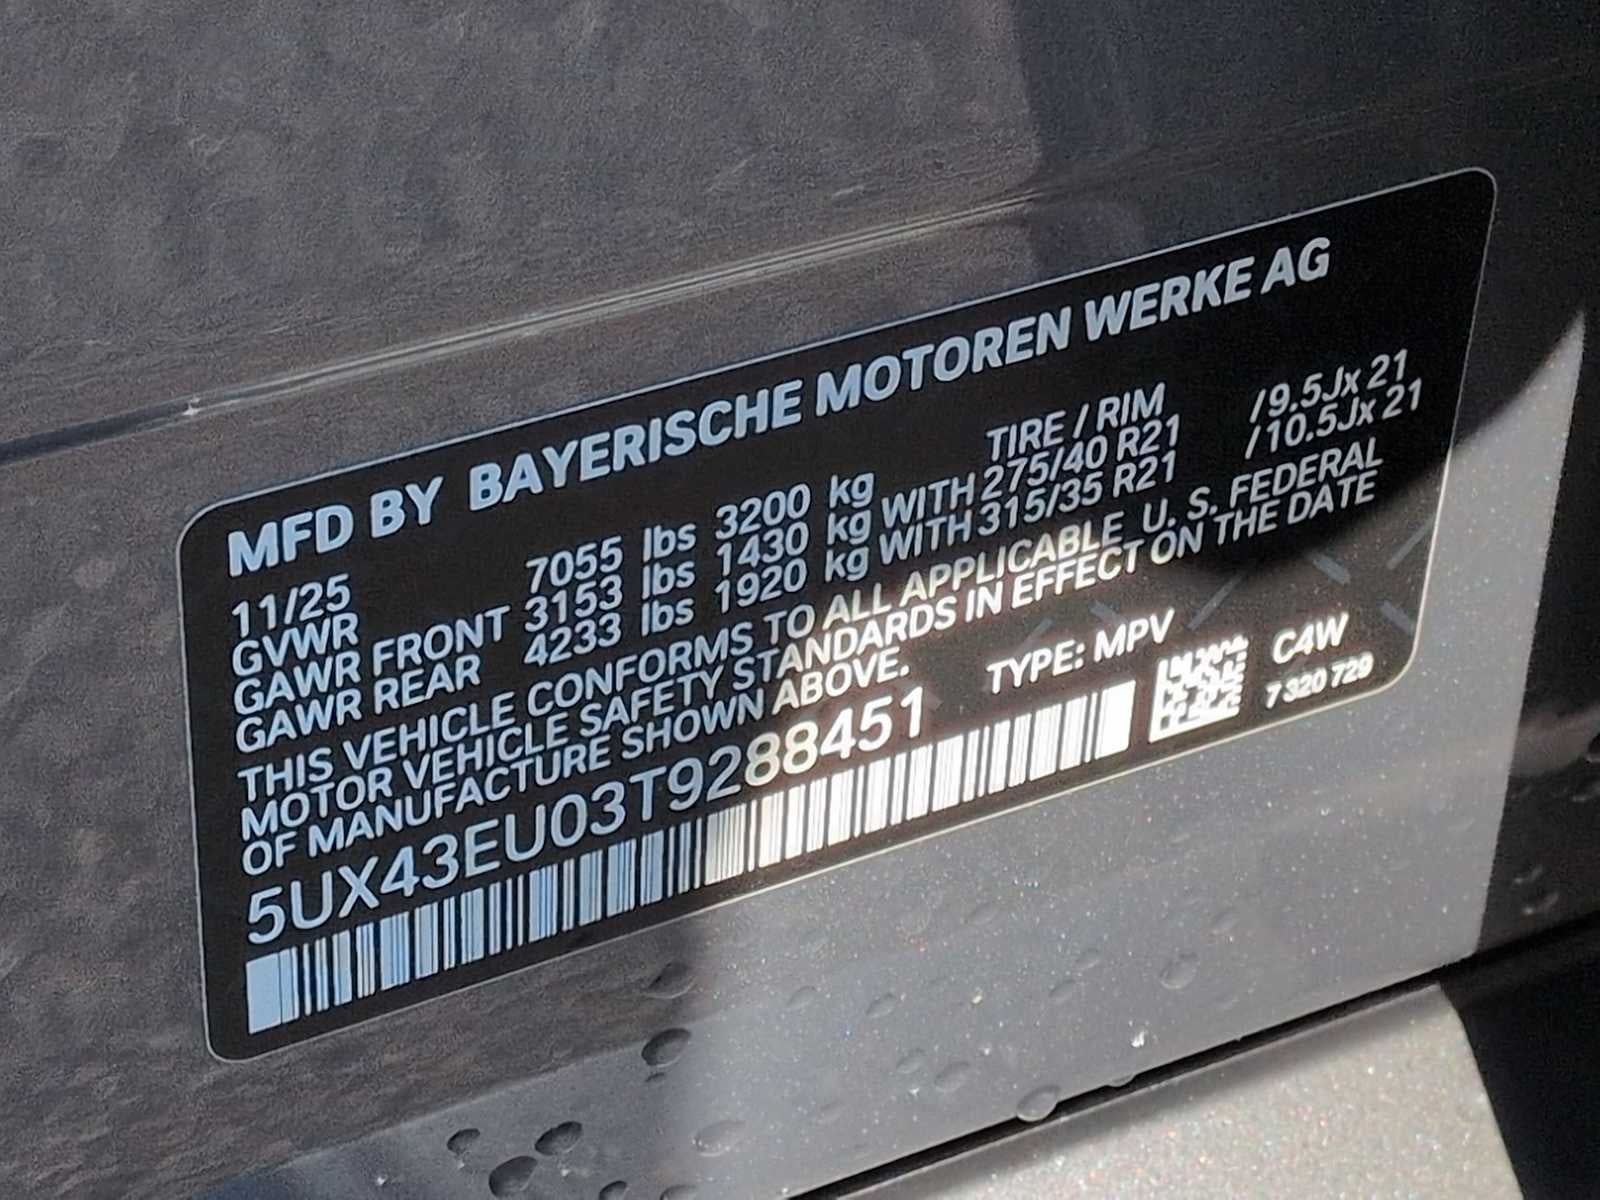 MFD BY BAYERISCHE MOTOREN WERKE AG
11/25 TIRE / RIM
GVWR 7055 lbs 3200 kg
GAWR FRONT 3153 lbs 1430 kg WITH 275/40 R21 /9.5Jx 21
GAWR REAR 4233 lbs 1920 kg WITH 315/35 R21 /10.5Jx 21
THIS VEHICLE CONFORMS TO ALL APPLICABLE U. S. FEDERAL
MOTOR VEHICLE SAFETY STANDARDS IN EFFECT ON THE DATE
OF MANUFACTURE SHOWN ABOVE.
5UX43EU03T9288451 TYPE: MPV C4W
7 320 729